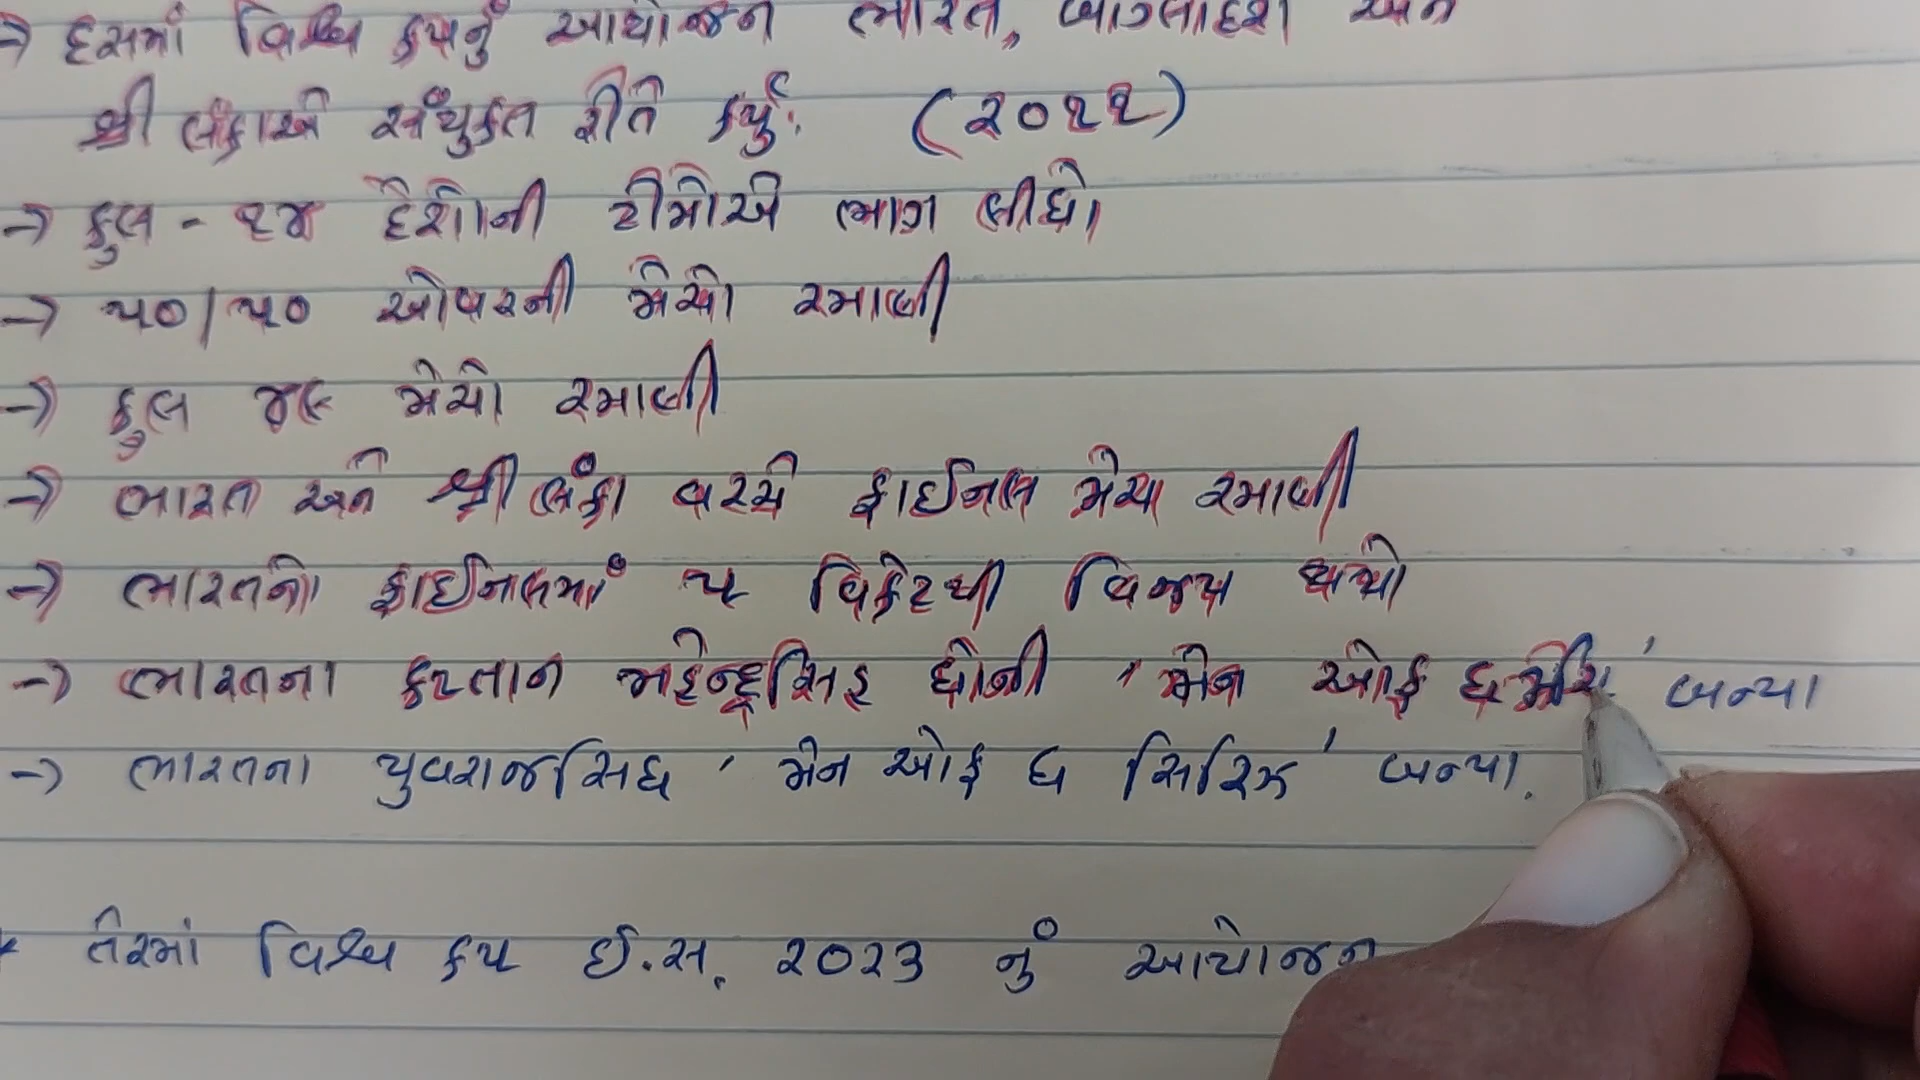 → દસમાં વિશ્વ કપનું આયોજન ભારત, બાંગ્લાદેશ અને
શ્રી લંકાએ સંયુક્ત રીતે કર્યું. (૨૦૧૧)
→ કુલ - ૧૪ દેશોની ટીમોએ ભાગ લીધો
→ ૫૦/૫૦ ઓવરની મેચો રમાણી
→ કુલ ૪૯ મેચો રમાણી
→ ભારત અને શ્રી લંકા વચ્ચે ફાઈનલ મેચ રમાણી
→ ભારતનો ફાઈનલમાં ૫ વિકેટથી વિજય થયો
→ ભારતના કપ્તાન મહેન્દ્રસિંહ ધોની 'મેન ઓફ ધ મેચ' બન્યા
→ ભારતના યુવરાજસિંઘ 'મેન ઓફ ધ સિરિઝ' બન્યા.
* તેરમાં વિશ્વ કપ ઈ.સ. ૨૦૨૩ નું આયોજન